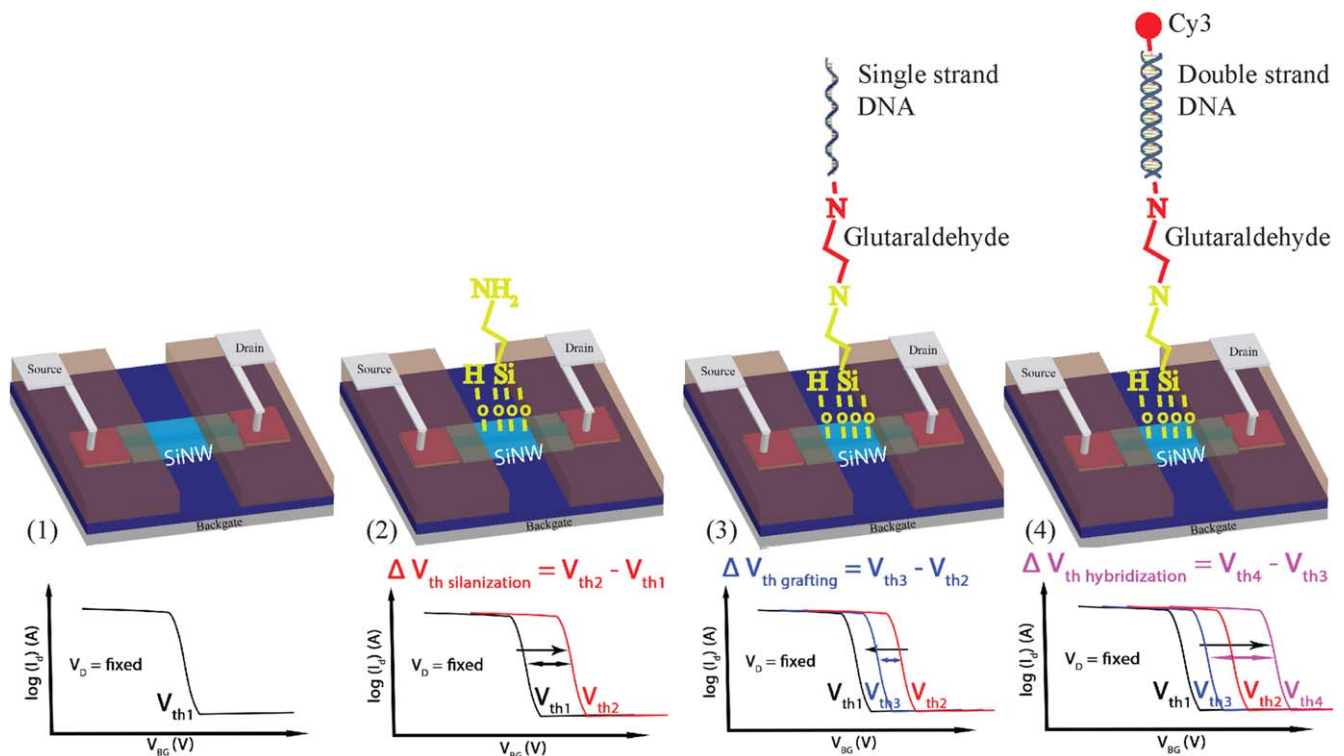 Cy3
Single strand
DNA
Double strand
DNA
N
Glutaraldehyde
N
N
Glutaraldehyde
N
NH2
H Si
o o o o
H Si
o o o o
H Si
o o o o
Source
Drain
SiNW
Backgate
Source
Drain
SiNW
Backgate
Source
Drain
SiNW
Backgate
Source
Drain
SiNW
Backgate
(1)
(2)
(3)
(4)
Δ Vth silanization = Vth2 - Vth1
Δ Vth grafting = Vth3 - Vth2
Δ Vth hybridization = Vth4 - Vth3
log (Id) (A)
VD = fixed
Vth1
VBG (V)
log (Id) (A)
VD = fixed
Vth1 Vth2
VBG (V)
log (Id) (A)
VD = fixed
Vth1 Vth3 Vth2
VBG (V)
log (Id) (A)
VD = fixed
Vth1 Vth3 Vth2 Vth4
VBG (V)